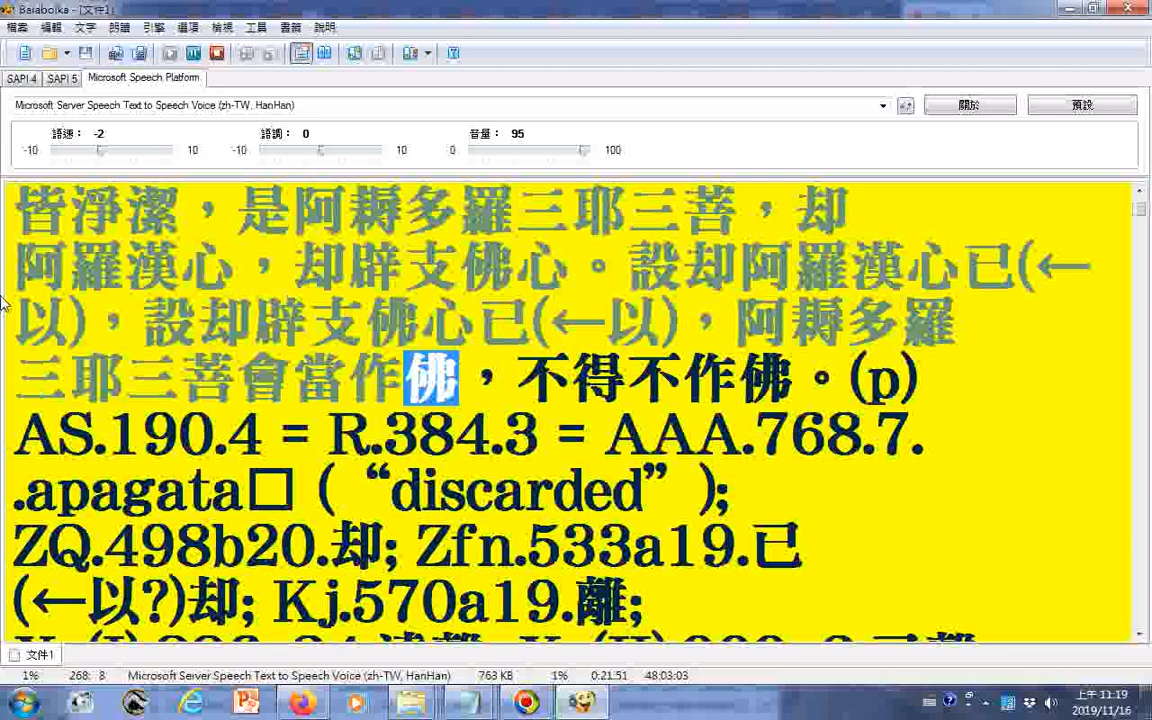 Balabolka - [文件1]
檔案 編輯 文字 朗讀 引擎 選項 檢視 工具 書籤 說明
SAPI 4 SAPI 5 Microsoft Speech Platform
Microsoft Server Speech Text to Speech Voice (zh-TW, HanHan) 關於 預設
語速： -2 語調： 0 音量： 95
-10 10 -10 10 0 100
皆淨潔，是阿耨多羅三耶三菩，却
阿羅漢心，却辟支佛心。設却阿羅漢心已(←
以)，設却辟支佛心已(←以)，阿耨多羅
三耶三菩會當作佛，不得不作佛。(p)
AS.190.4 = R.384.3 = AAA.768.7.
.apagata□ (“discarded”);
ZQ.498b20.却; Zfn.533a19.已
(←以?)却; Kj.570a19.離;
文件1
1% 268: 8 Microsoft Server Speech Text to Speech Voice (zh-TW, HanHan) 763 KB 1% 0:21:51 48:03:03
上午 11:19
2019/11/16